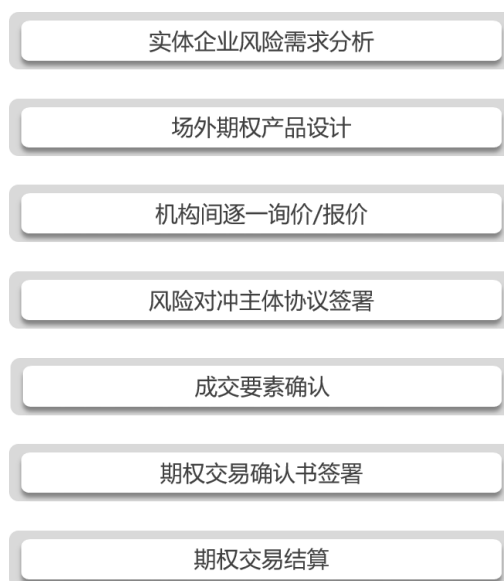 实体企业风险需求分析
场外期权产品设计
机构间逐一询价/报价
风险对冲主体协议签署
成交要素确认
期权交易确认书签署
期权交易结算